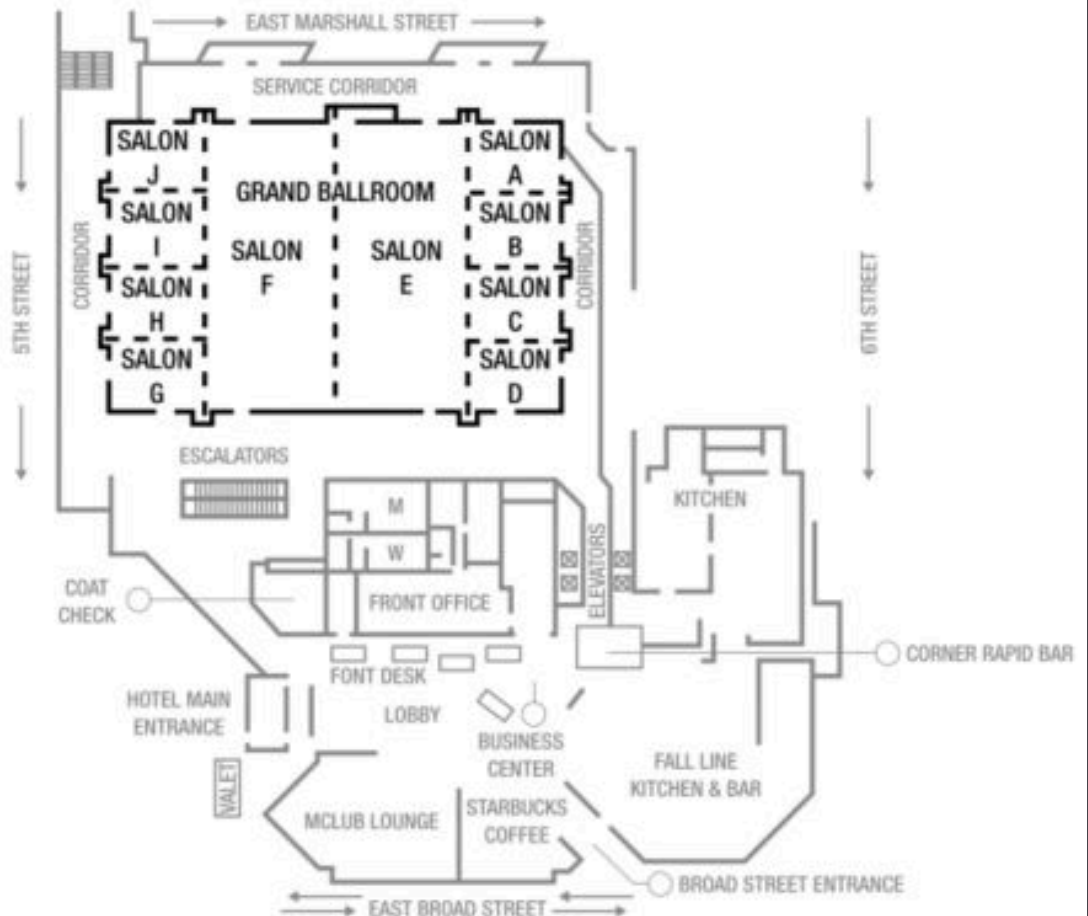 EAST MARSHALL STREET
SERVICE CORRIDOR
SALON
J
SALON
A
GRAND BALLROOM
SALON
I
SALON
B
SALON
F
SALON
E
SALON
H
SALON
C
SALON
G
SALON
D
CORRIDOR
CORRIDOR
5TH STREET
6TH STREET
ESCALATORS
M
W
KITCHEN
ELEVATORS
COAT
CHECK
FRONT OFFICE
CORNER RAPID BAR
FONT DESK
HOTEL MAIN
ENTRANCE
LOBBY
BUSINESS
CENTER
VALET
FALL LINE
KITCHEN & BAR
MCLUB LOUNGE
STARBUCKS
COFFEE
BROAD STREET ENTRANCE
EAST BROAD STREET